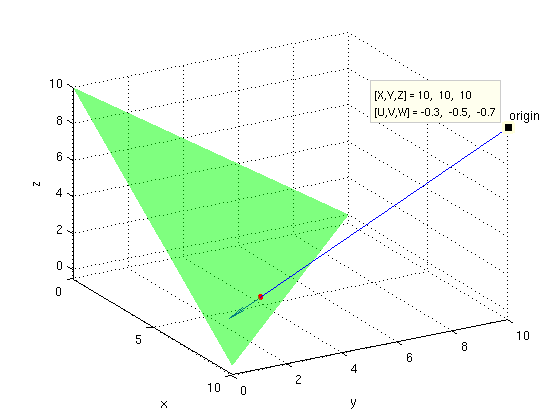 [X,Y,Z] = 10, 10, 10
[U,V,W] = -0.3, -0.5, -0.7
origin
10
8
6
4
2
0
z
0
5
10
x
0
2
4
6
8
10
y